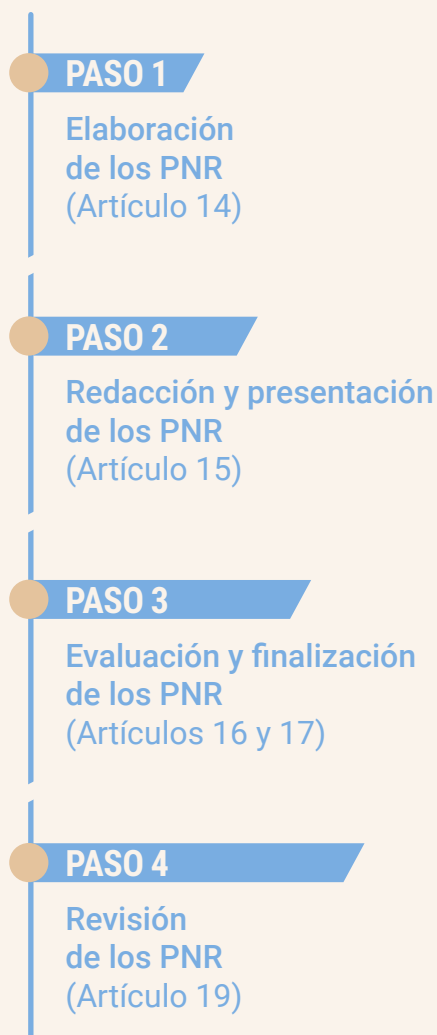 PASO 1
Elaboración
de los PNR
(Artículo 14)
PASO 2
Redacción y presentación
de los PNR
(Artículo 15)
PASO 3
Evaluación y finalización
de los PNR
(Artículos 16 y 17)
PASO 4
Revisión
de los PNR
(Artículo 19)